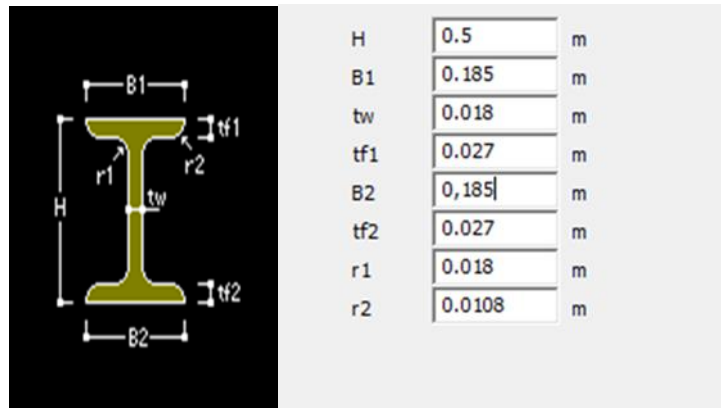 B1
tf1
r1
r2
H
tw
tf2
B2
H 0.5 m
B1 0.185 m
tw 0.018 m
tf1 0.027 m
B2 0,185 m
tf2 0.027 m
r1 0.018 m
r2 0.0108 m